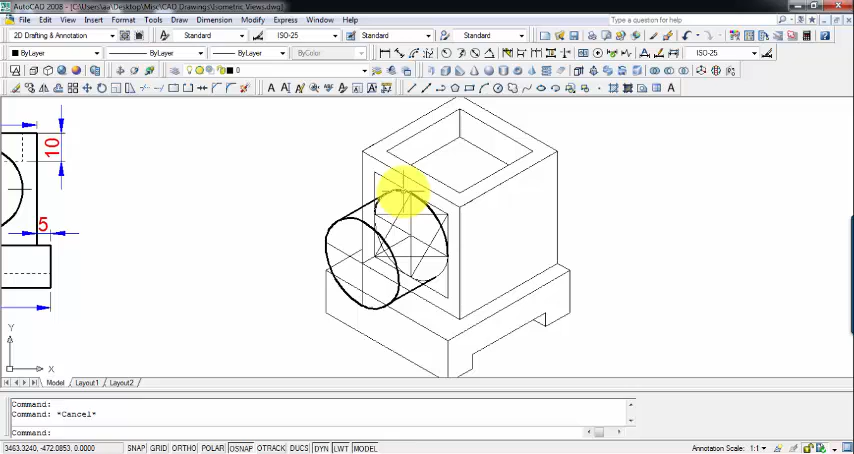 AutoCAD 2008 - [C:\Users\aa\Desktop\Misc\CAD Drawings\Isometric Views.dwg]
File Edit View Insert Format Tools Draw Dimension Modify Express Window Help
Type a question for help
2D Drafting & Annotation Standard ISO-25 Standard Standard
ByLayer ByLayer ByLayer ByColor ISO-25
0
10
5
Y
X
Model Layout1 Layout2
Command:
Command: *Cancel*
Command:
3463.3240, -472.0853, 0.0000 SNAP GRID ORTHO POLAR OSNAP OTRACK DUCS DYN LWT MODEL Annotation Scale: 1:1